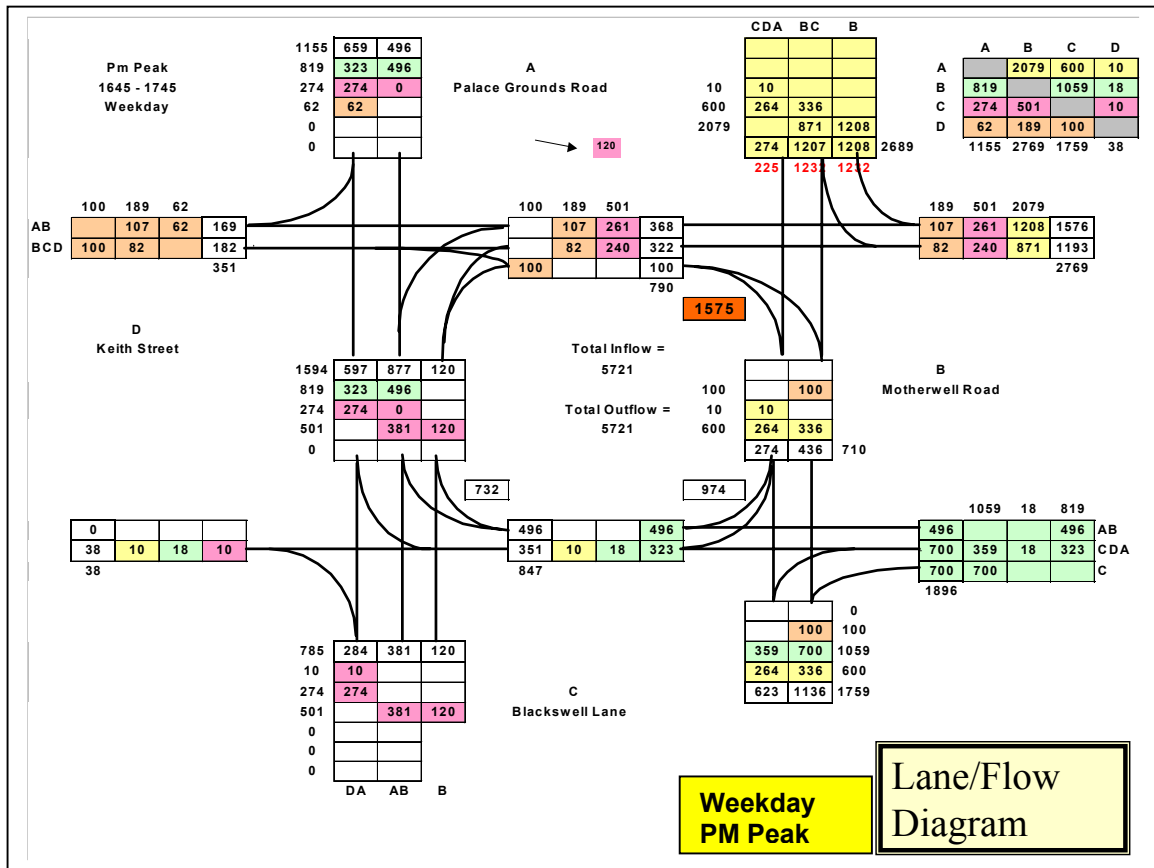 CDA BC B
1155 659 496
A B C D
Pm Peak
1645 - 1745
Weekday
819 323 496
274 274 0
62 62
0
0
A
Palace Grounds Road
120
10 10
600 264 336
2079 871 1208
274 1207 1208 2689
225 1232 1232
A 2079 600 10
B 819 1059 18
C 274 501 10
D 62 189 100
1155 2769 1759 38
100 189 62
AB 107 62 169
BCD 100 82 182
351
100 189 501
107 261 368
82 240 322
100 100
790
189 501 2079
107 261 1208 1576
82 240 871 1193
2769
1575
D
Keith Street
1594 597 877 120
819 323 496
274 274 0
501 381 120
0
Total Inflow =
5721
Total Outflow =
5721
100 100
10 10
600 264 336
274 436 710
B
Motherwell Road
732
974
0
38 10 18 10
38
496 496
351 10 18 323
847
1059 18 819
496 496 AB
700 359 18 323 CDA
700 700 C
1896
0
100 100
359 700 1059
264 336 600
623 1136 1759
785 284 381 120
10 10
274 274
501 381 120
0
0
0
DA AB B
C
Blackswell Lane
Weekday
PM Peak
Lane/Flow
Diagram